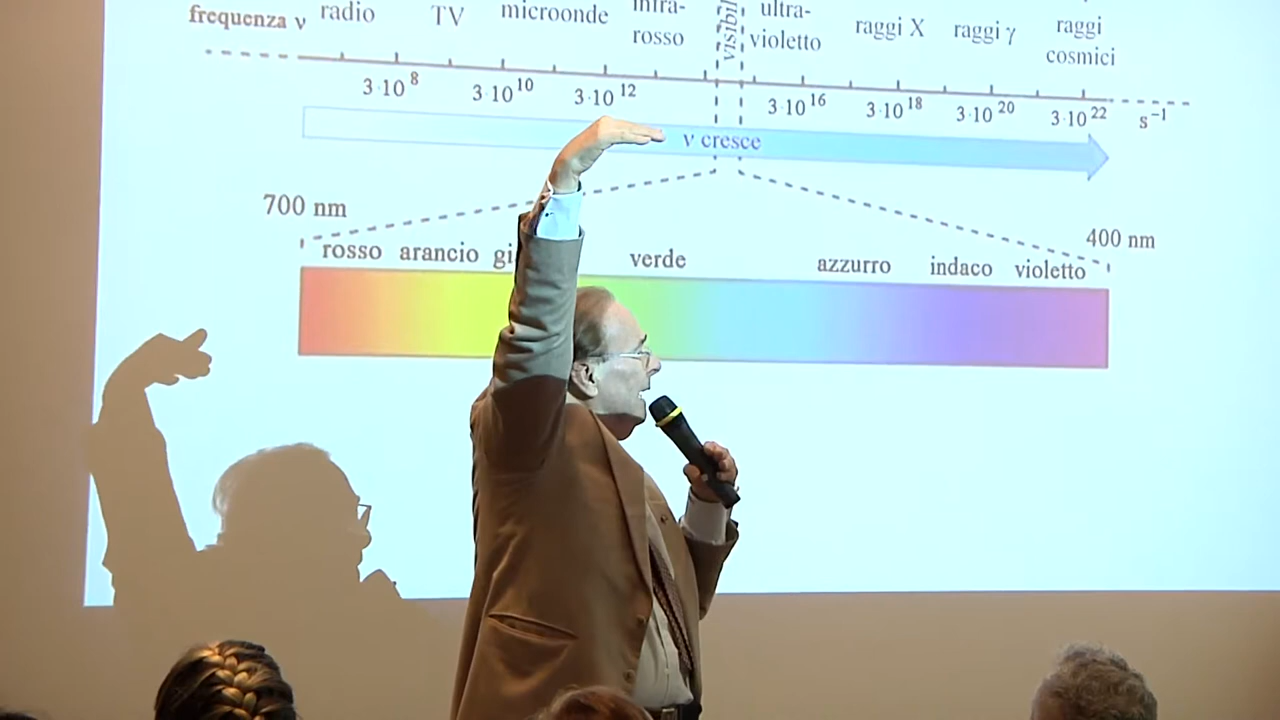 frequenza ν radio TV microonde infra-rosso visibil ultra-violetto raggi X raggi γ raggi cosmici
3·10⁸ 3·10¹⁰ 3·10¹² 3·10¹⁶ 3·10¹⁸ 3·10²⁰ 3·10²² s⁻¹
ν cresce
700 nm 400 nm
rosso arancio gi verde azzurro indaco violetto